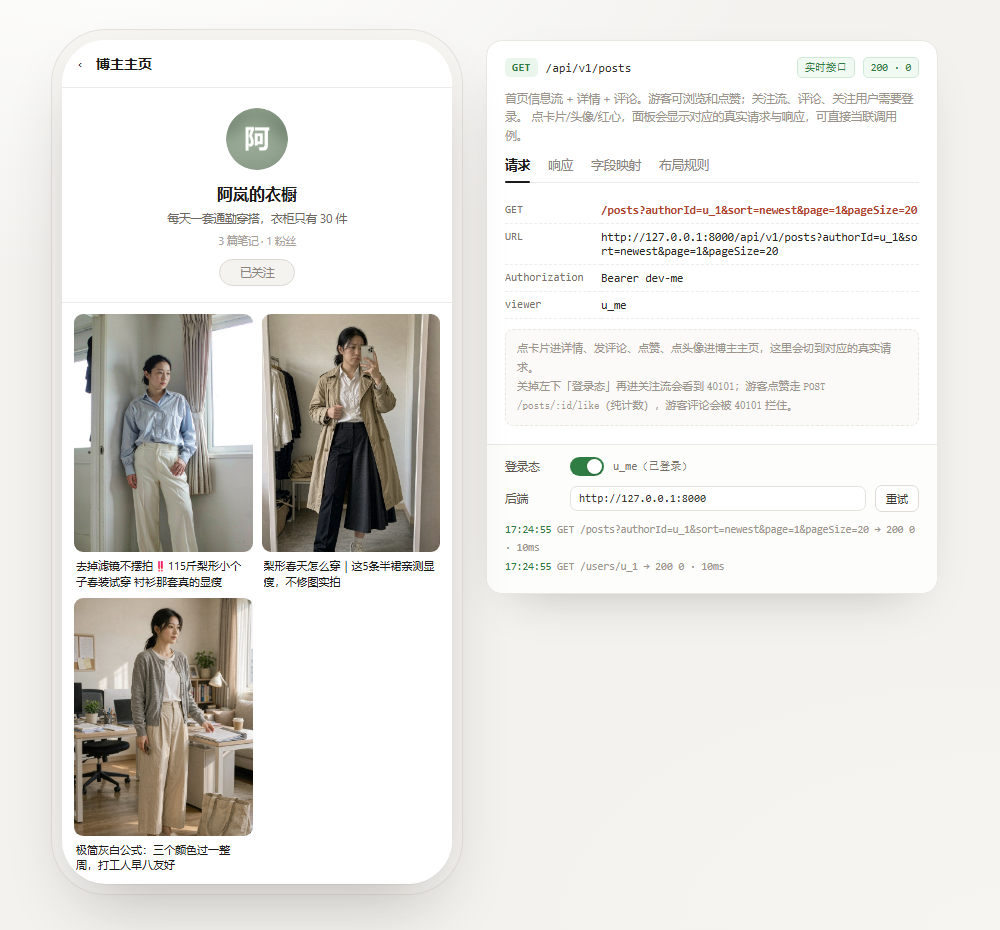 ‹ 博主主页
阿
阿岚的衣橱
每天一套通勤穿搭，衣柜只有 30 件
3 篇笔记 · 1 粉丝
已关注
去掉滤镜不摆拍‼️115斤梨形小个
子春装试穿 衬衫那套真的显瘦
梨形春天怎么穿｜这5条半裙亲测显
瘦，不修图实拍
极简灰白公式：三个颜色过一整
周，打工人早八友好
GET /api/v1/posts 实时接口 200 · 0
首页信息流 + 详情 + 评论。游客可浏览和点赞；关注流、评论、关注用户需要登
录。 点卡片/头像/红心，面板会显示对应的真实请求与响应，可直接当联调用
例。
请求 响应 字段映射 布局规则
GET /posts?authorId=u_1&sort=newest&page=1&pageSize=20
URL http://127.0.0.1:8000/api/v1/posts?authorId=u_1&so
rt=newest&page=1&pageSize=20
Authorization Bearer dev-me
viewer u_me
点卡片进详情、发评论、点赞、点头像进博主主页，这里会切到对应的真实请
求。
关掉左下「登录态」再进关注流会看到 40101；游客点赞走 POST
/posts/:id/like（纯计数），游客评论会被 40101 拦住。
登录态 u_me（已登录）
后端 http://127.0.0.1:8000 重试
17:24:55 GET /posts?authorId=u_1&sort=newest&page=1&pageSize=20 → 200 0
· 10ms
17:24:55 GET /users/u_1 → 200 0 · 10ms